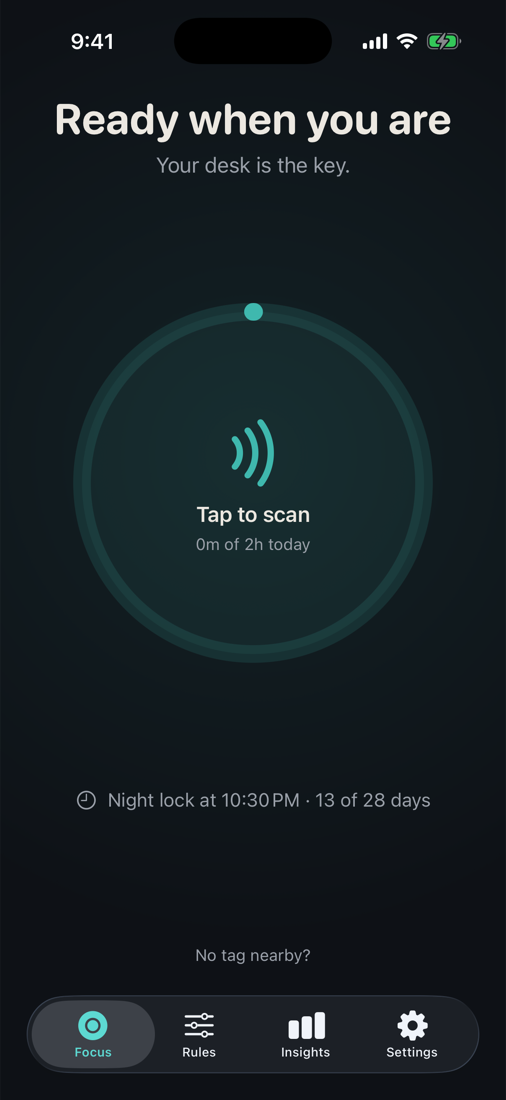 9:41
Ready when you are
Your desk is the key.
Tap to scan
0m of 2h today
Night lock at 10:30 PM · 13 of 28 days
No tag nearby?
Focus
Rules
Insights
Settings